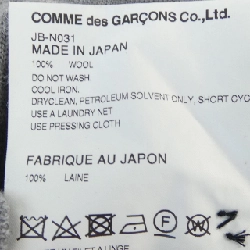 COMME des GARÇONS Co.,Ltd.
JB-N031
MADE IN JAPAN
100% WOOL
DO NOT WASH
COOL IRON.
DRYCLEAN, PETROLEUM SOLVENT ONLY SHORT CYC
USE A LAUNDRY NET
USE PRESSING CLOTH
FABRIQUE AU JAPON
100% LAINE